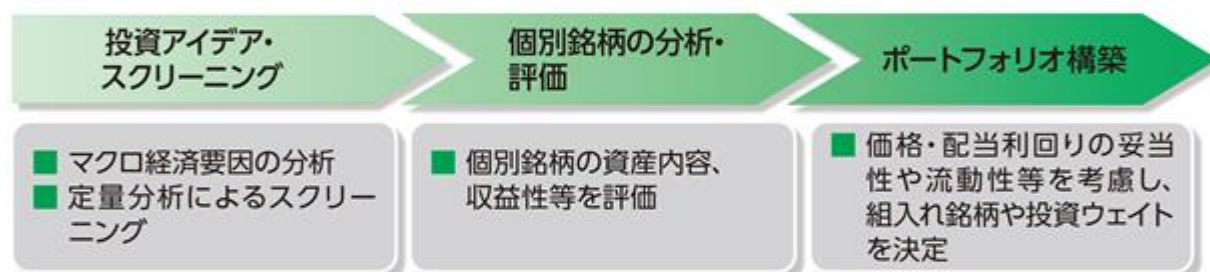 投資アイデア・
スクリーニング
個別銘柄の分析・
評価
ポートフォリオ構築
■ マクロ経済要因の分析
■ 定量分析によるスクリー
ニング
■ 個別銘柄の資産内容、
収益性等を評価
■ 価格・配当利回りの妥当
性や流動性等を考慮し、
組入れ銘柄や投資ウェイト
を決定